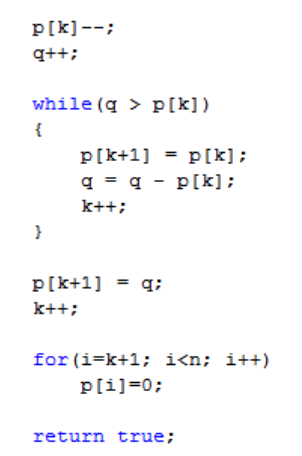 p[k]--;
q++;
while(q > p[k])
{
p[k+1] = p[k];
q = q - p[k];
k++;
}
p[k+1] = q;
k++;
for(i=k+1; i<n; i++)
p[i]=0;
return true;